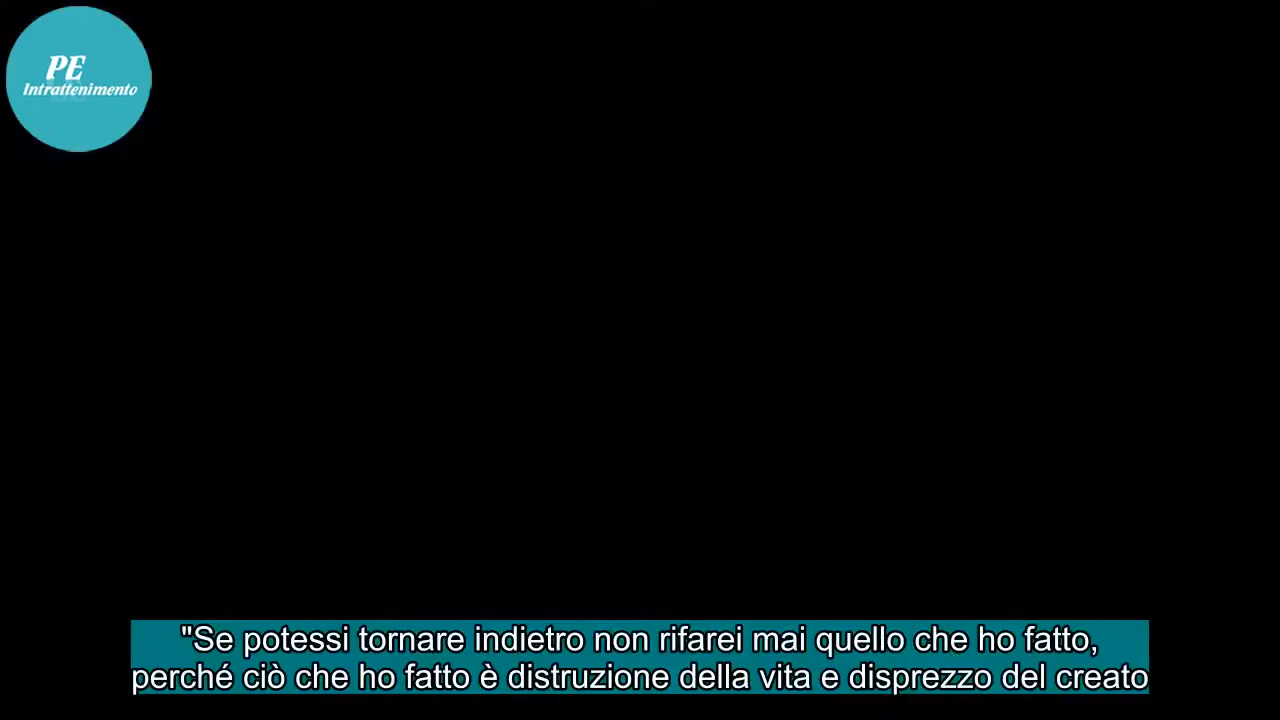 PE
Intrattenimento
"Se potessi tornare indietro non rifarei mai quello che ho fatto,
perché ciò che ho fatto è distruzione della vita e disprezzo del creato